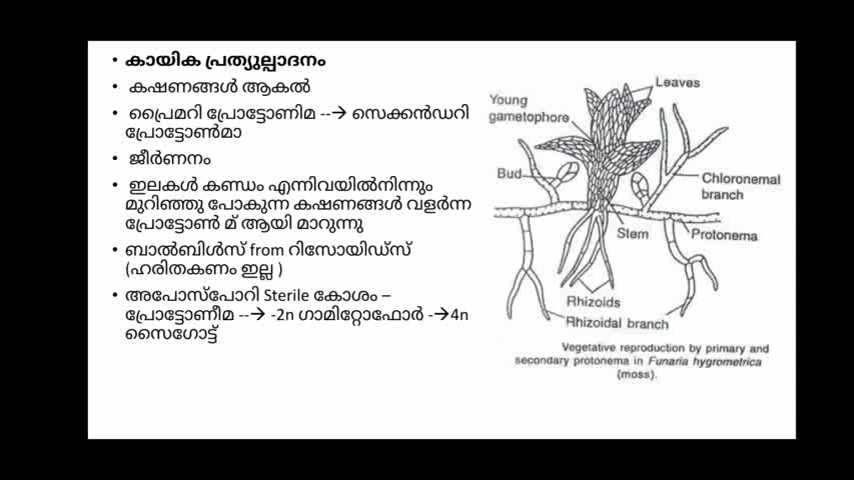 • കായിക പ്രത്യുല്പാദനം
• കഷണങ്ങൾ ആകൽ
• പ്രൈമറി പ്രോട്ടോണിമ --→ സെക്കൻഡറി
പ്രോട്ടോൺമാ
• ജീർണനം
• ഇലകൾ കണ്ഡം എന്നിവയിൽനിന്നും
മുറിഞ്ഞു പോകുന്ന കഷണങ്ങൾ വളർന്ന
പ്രോട്ടോൺ മ് ആയി മാറുന്നു
• ബാൽബിൾസ് from റിസോയിഡ്സ്
(ഹരിതകണം ഇല്ല )
• അപോസ്പോറി Sterile കോശം –
പ്രോട്ടോണീമ --→ -2n ഗാമിറ്റോഫോർ -→4n
സൈഗോട്ട്
Leaves
Young
gametophore
Bud
Chloronemal
branch
Stem
Protonema
Rhizoids
Rhizoidal branch
Vegetative reproduction by primary and
secondary protonema in Funaria hygrometrica
(moss).